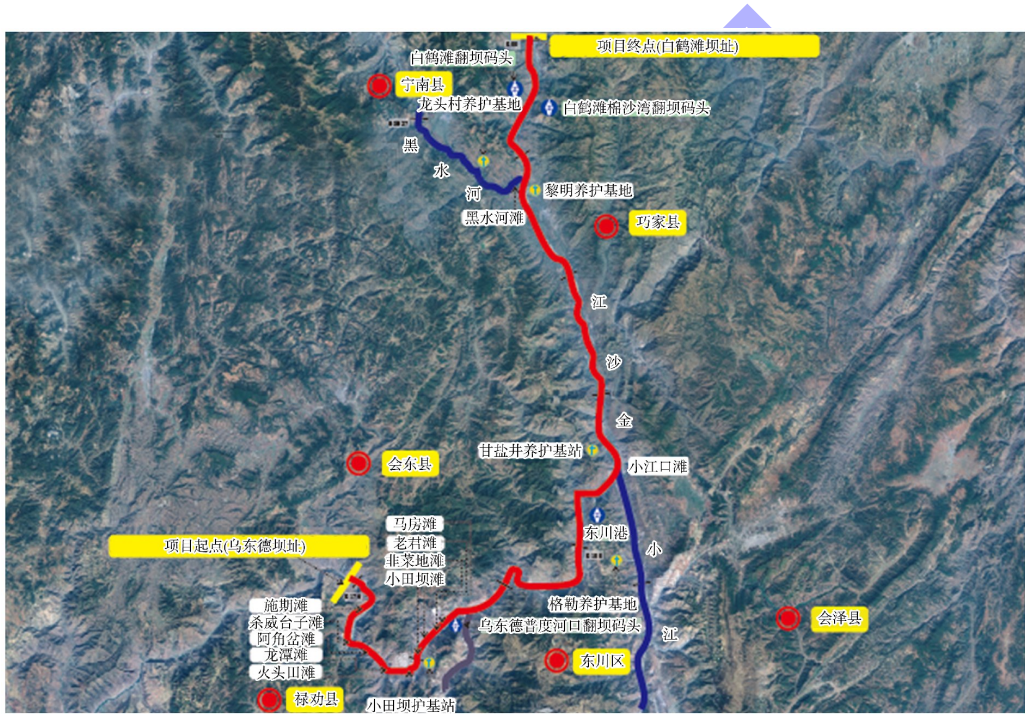 项目终点(白鹤滩坝址)
白鹤滩翻坝码头
宁南县
龙头村养护基地
白鹤滩棉沙湾翻坝码头
黑
水
河
黎明养护基地
黑水河滩
巧家县
江
沙
金
甘盐井养护基站
小江口滩
会东县
马房滩
老君滩
韭菜地滩
小田坝滩
东川港
项目起点(乌东德坝址)
小
江
施期滩
杀威台子滩
阿角岔滩
龙潭滩
火头田滩
格勒养护基地
乌东德普度河口翻坝码头
会泽县
东川区
禄劝县
小田坝护基站